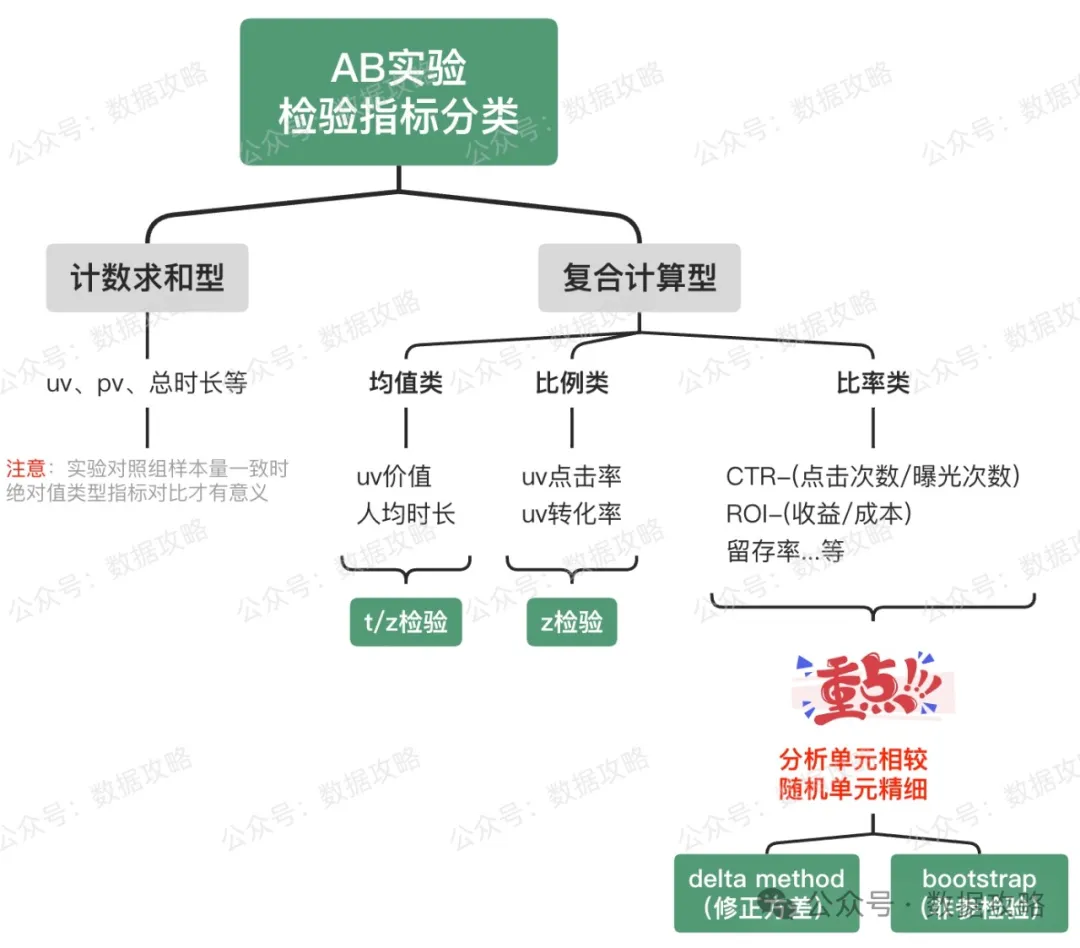 AB实验
检验指标分类
计数求和型
复合计算型
uv、pv、总时长等
均值类
比例类
比率类
注意：实验对照组样本量一致时
绝对值类型指标对比才有意义
uv价值
人均时长
uv点击率
uv转化率
CTR-(点击次数/曝光次数)
ROI-(收益/成本)
留存率...等
t/z检验
z检验
重点!!!
分析单元相较
随机单元精细
delta method
(修正方差)
bootstrap
(非参检验)
公众号：数据攻略
公众号 · 数据攻略